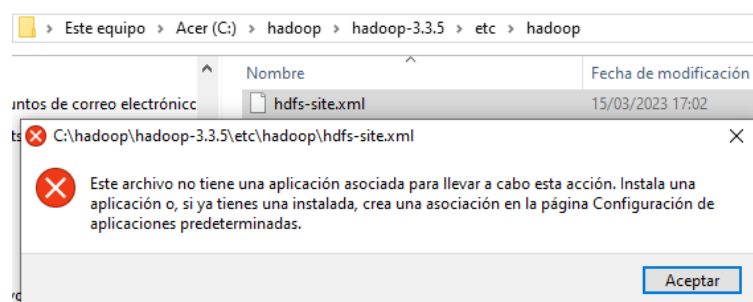 Este equipo > Acer (C:) > hadoop > hadoop-3.3.5 > etc > hadoop
Nombre
Fecha de modificación
de correo electrónicc
hdfs-site.xml
15/03/2023 17:02
C:\hadoop\hadoop-3.3.5\etc\hadoop\hdfs-site.xml
Este archivo no tiene una aplicación asociada para llevar a cabo esta acción. Instala una
aplicación o, si ya tienes una instalada, crea una asociación en la página Configuración de
aplicaciones predeterminadas.
Aceptar